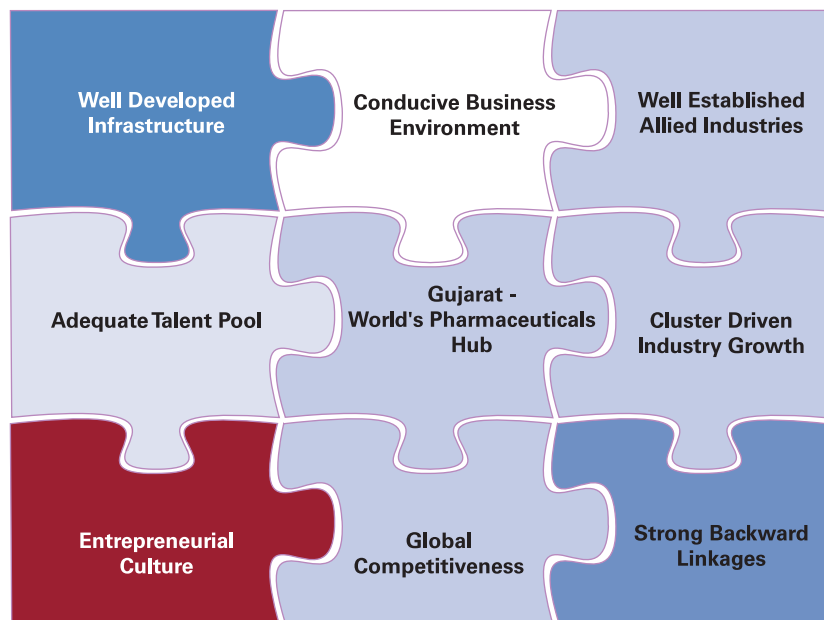 Well Developed
Infrastructure
Conducive Business
Environment
Well Established
Allied Industries
Adequate Talent Pool
Gujarat -
World's Pharmaceuticals
Hub
Cluster Driven
Industry Growth
Entrepreneurial
Culture
Global
Competitiveness
Strong Backward
Linkages